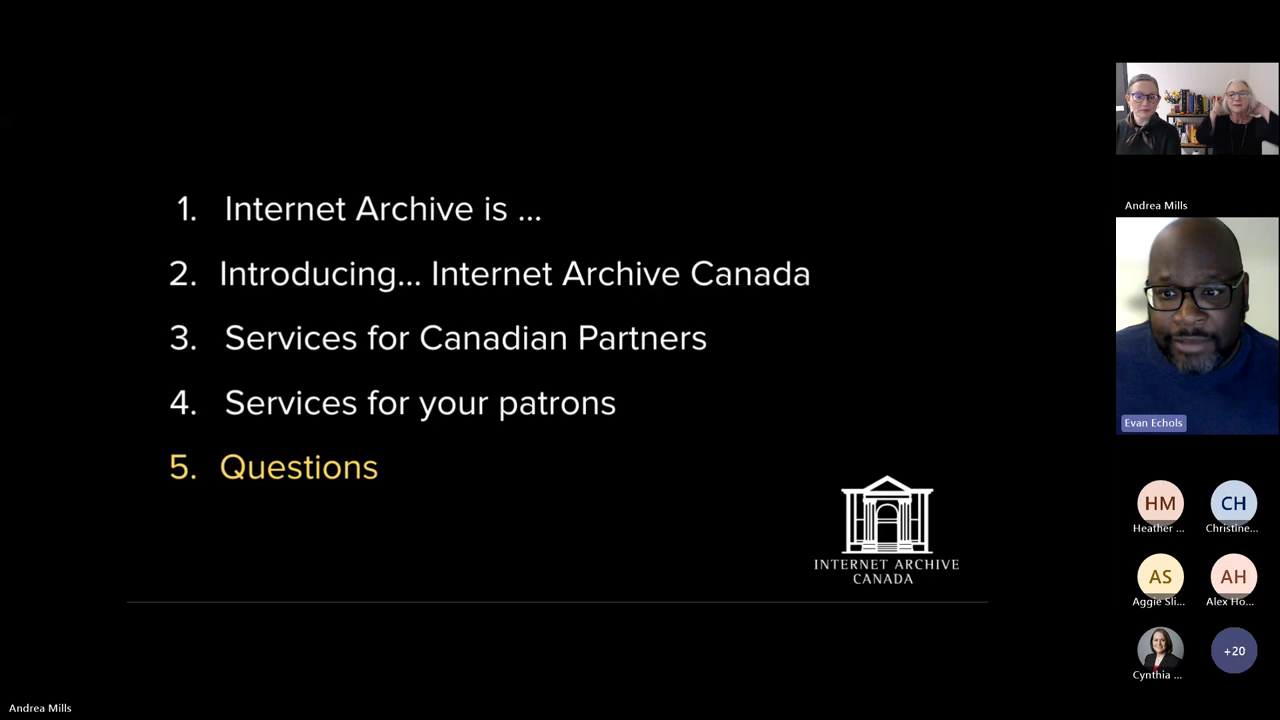 1. Internet Archive is ...
2. Introducing... Internet Archive Canada
3. Services for Canadian Partners
4. Services for your patrons
5. Questions
INTERNET ARCHIVE
CANADA
Andrea Mills
Evan Echols
HM
CH
Heather ...
Christine...
AS
AH
Aggie Sli...
Alex Ho...
+20
Cynthia ...
Andrea Mills